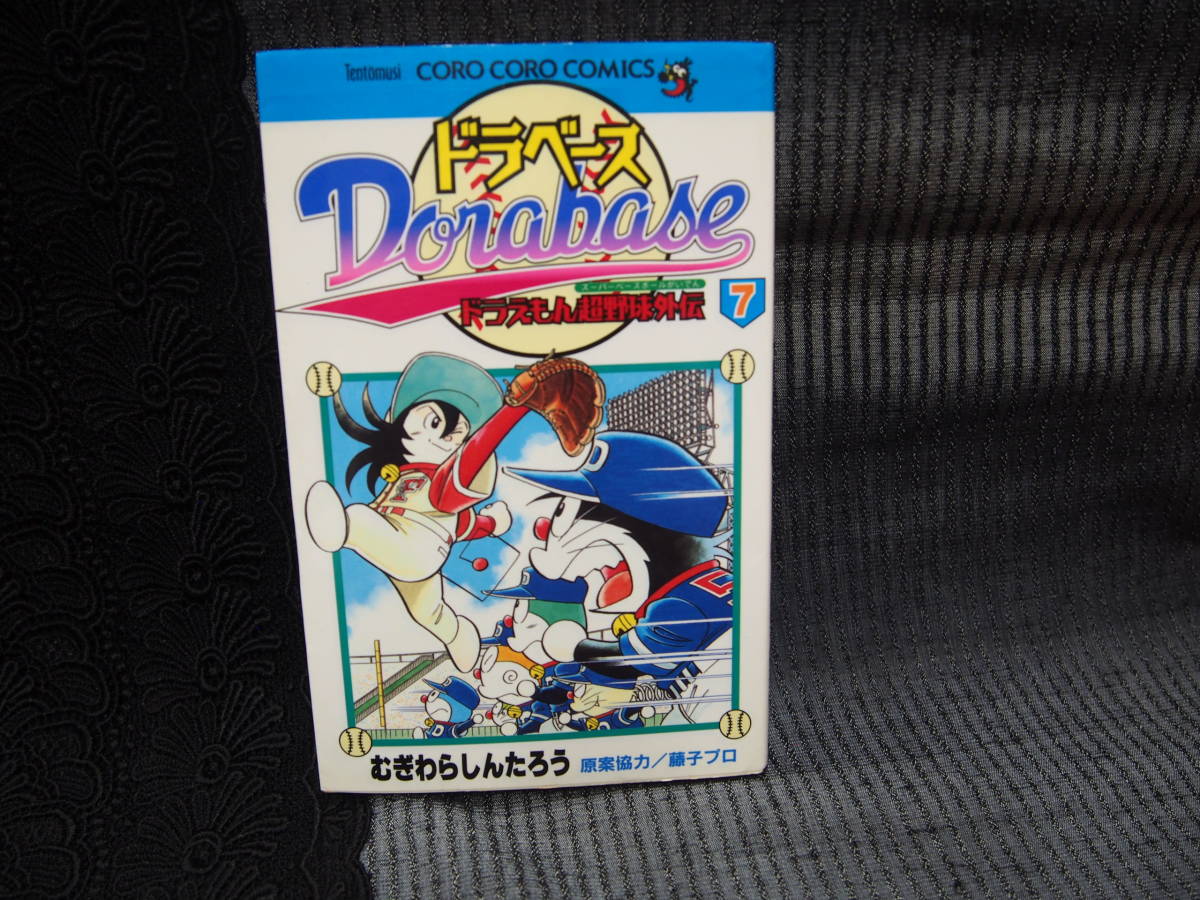 Tentōmusi CORO CORO COMICS
ドラベース
Dorabase
スーパーベースボールがいでん
ドラえもん超野球外伝 7
F
D
D
むぎわらしんたろう 原案協力/藤子プロ